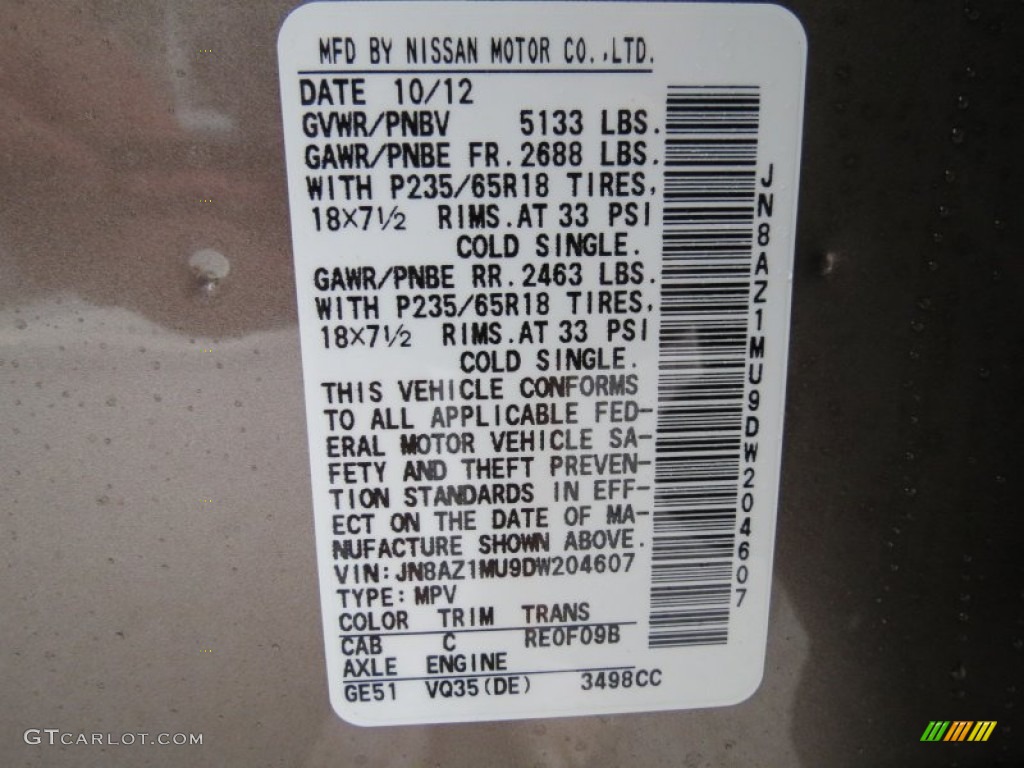 MFD BY NISSAN MOTOR CO.,LTD.
DATE 10/12
GVWR/PNBV 5133 LBS.
GAWR/PNBE FR.2688 LBS.
WITH P235/65R18 TIRES,
18×7½ RIMS.AT 33 PSI
COLD SINGLE.
GAWR/PNBE RR.2463 LBS.
WITH P235/65R18 TIRES,
18×7½ RIMS.AT 33 PSI
COLD SINGLE.
THIS VEHICLE CONFORMS
TO ALL APPLICABLE FED-
ERAL MOTOR VEHICLE SA-
FETY AND THEFT PREVEN-
TION STANDARDS IN EFF-
ECT ON THE DATE OF MA-
NUFACTURE SHOWN ABOVE.
VIN:JN8AZ1MU9DW204607
TYPE:MPV
COLOR TRIM TRANS
CAB C RE0F09B
AXLE ENGINE
GE51 VQ35(DE) 3498CC
JN8AZ1MU9DW204607
GTCARLOT.COM